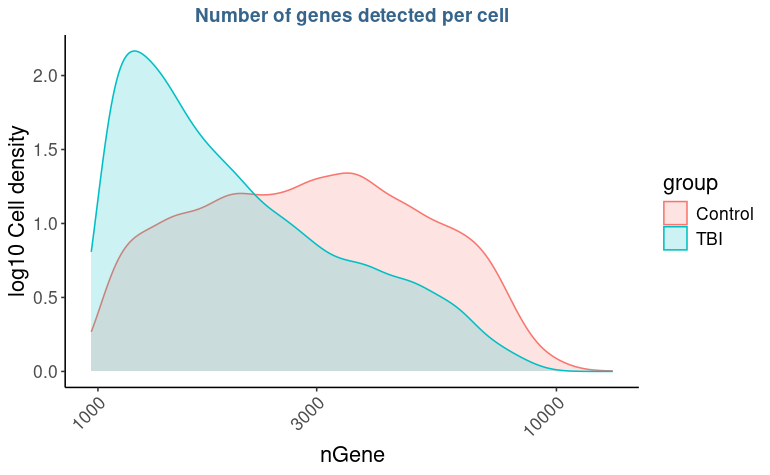 Number of genes detected per cell
log10 Cell density
2.0
1.5
1.0
0.5
0.0
1000
3000
10000
nGene
group
Control
TBI